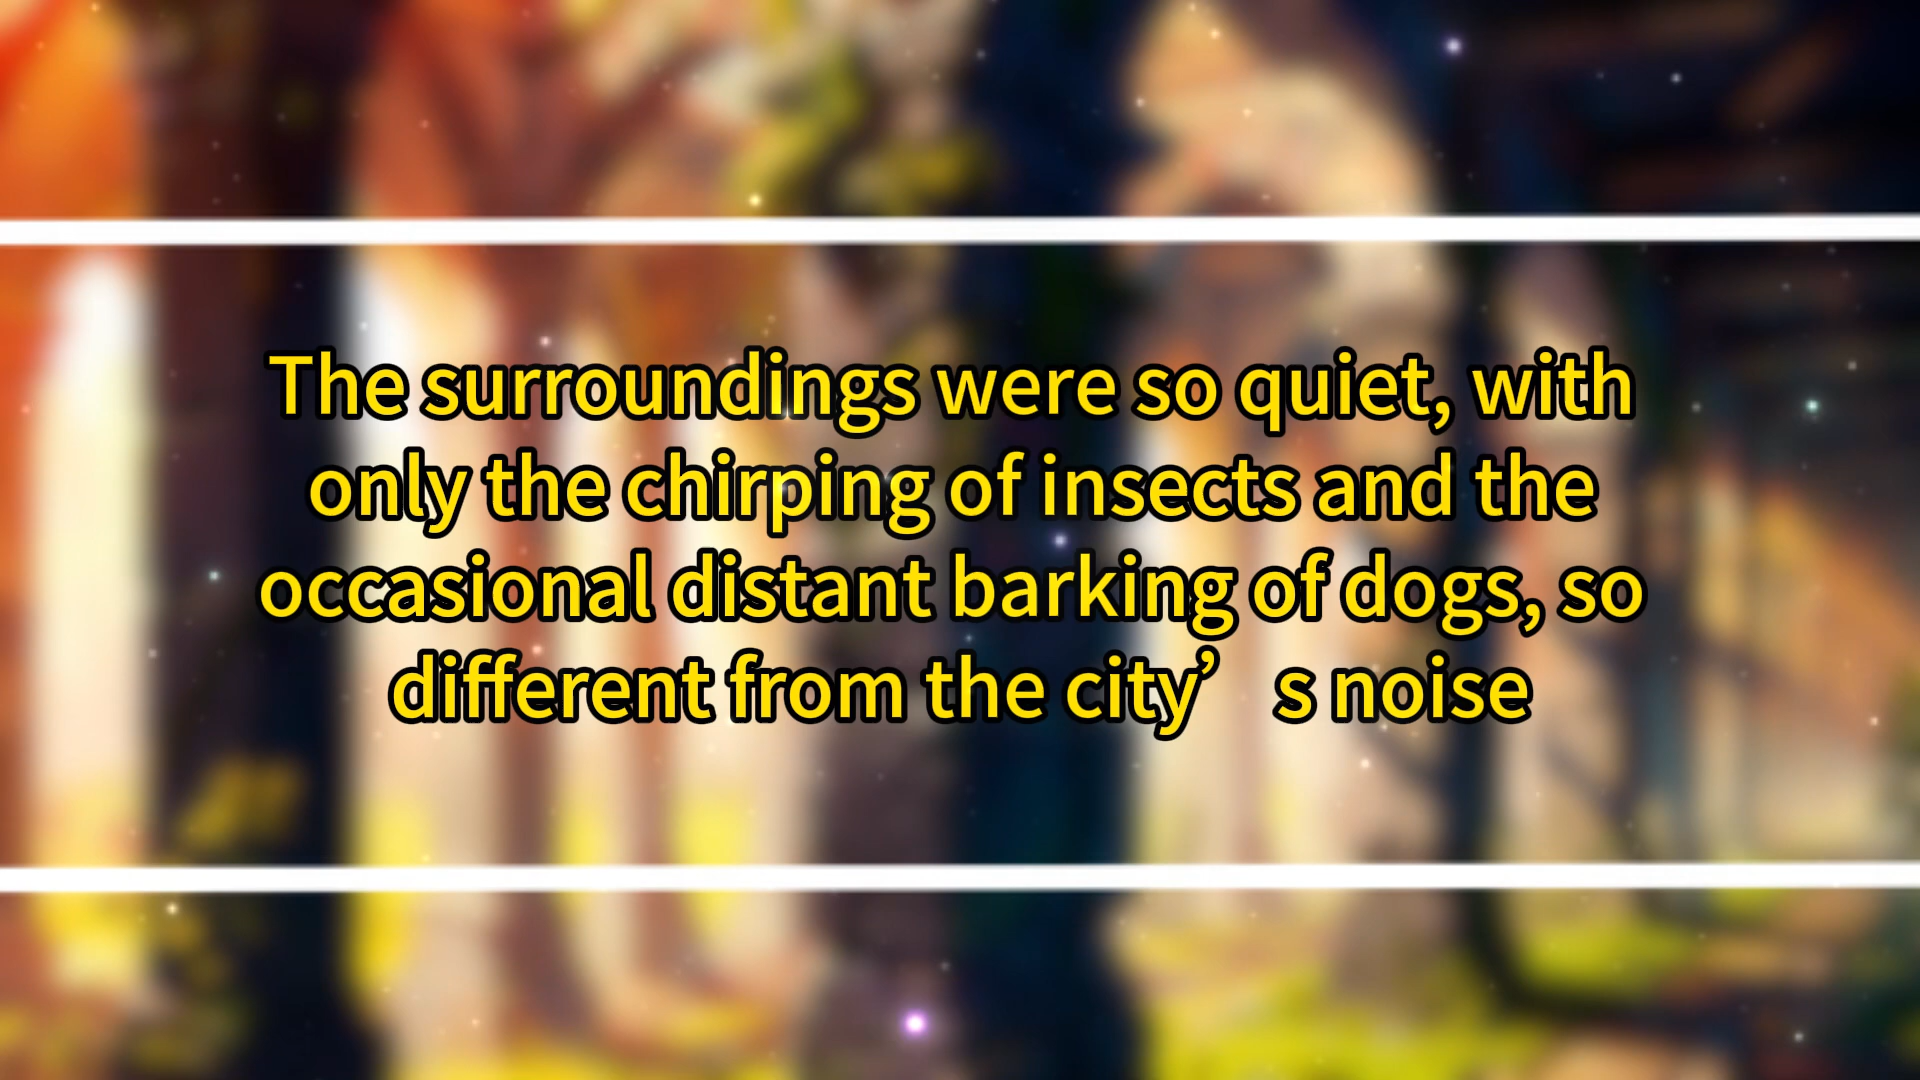 The surroundings were so quiet, with
only the chirping of insects and the
occasional distant barking of dogs, so
different from the city’s noise